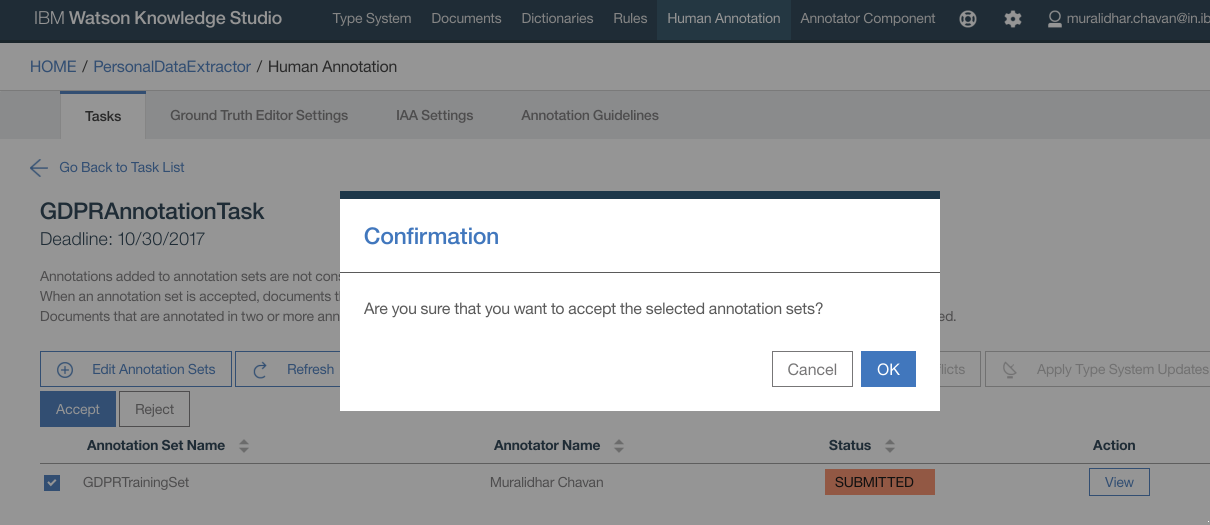 IBM Watson Knowledge Studio Type System Documents Dictionaries Rules Human Annotation Annotator Component muralidhar.chavan@in.ib
HOME / PersonalDataExtractor / Human Annotation
Tasks Ground Truth Editor Settings IAA Settings Annotation Guidelines
Go Back to Task List
GDPRAnnotationTask
Deadline: 10/30/2017
Annotations added to annotation sets are not
When an annotation set is accepted, documents
Documents that are annotated in two or more
Confirmation
Are you sure that you want to accept the selected annotation sets?
Cancel OK
Edit Annotation Sets Refresh Apply Type System Updates
Accept Reject
Annotation Set Name Annotator Name Status Action
GDPRTrainingSet Muralidhar Chavan SUBMITTED View